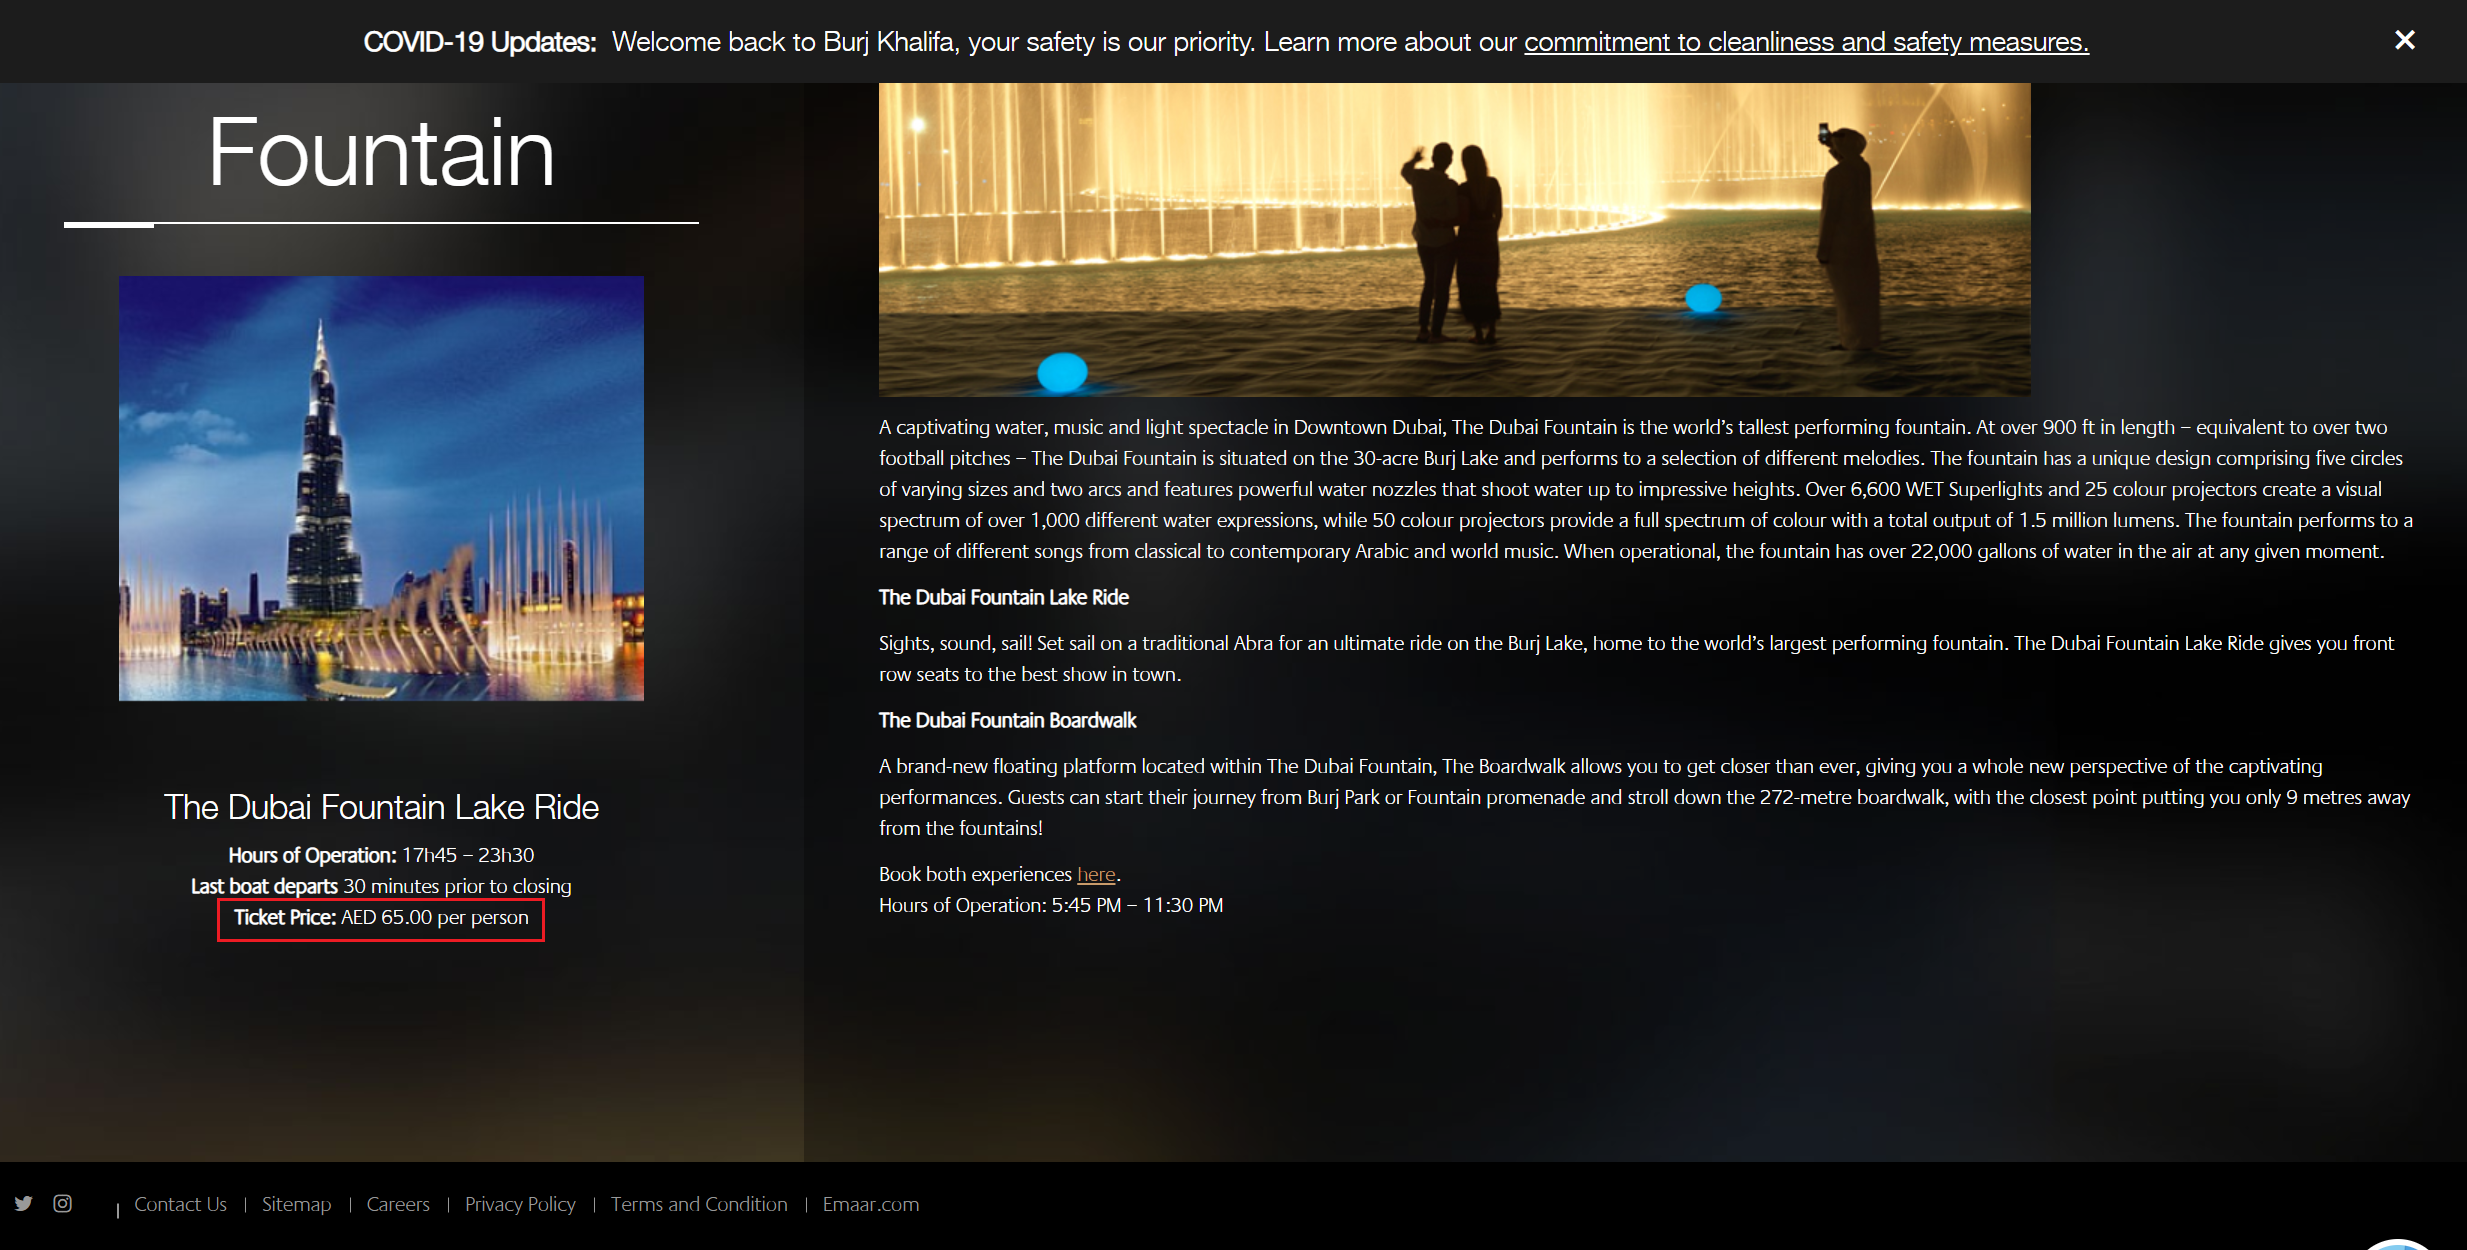 COVID-19 Updates: Welcome back to Burj Khalifa, your safety is our priority. Learn more about our commitment to cleanliness and safety measures.
Fountain
The Dubai Fountain Lake Ride
Hours of Operation: 17h45 – 23h30
Last boat departs 30 minutes prior to closing
Ticket Price: AED 65.00 per person
A captivating water, music and light spectacle in Downtown Dubai, The Dubai Fountain is the world’s tallest performing fountain. At over 900 ft in length – equivalent to over two
football pitches – The Dubai Fountain is situated on the 30-acre Burj Lake and performs to a selection of different melodies. The fountain has a unique design comprising five circles
of varying sizes and two arcs and features powerful water nozzles that shoot water up to impressive heights. Over 6,600 WET Superlights and 25 colour projectors create a visual
spectrum of over 1,000 different water expressions, while 50 colour projectors provide a full spectrum of colour with a total output of 1.5 million lumens. The fountain performs to a
range of different songs from classical to contemporary Arabic and world music. When operational, the fountain has over 22,000 gallons of water in the air at any given moment.
The Dubai Fountain Lake Ride
Sights, sound, sail! Set sail on a traditional Abra for an ultimate ride on the Burj Lake, home to the world’s largest performing fountain. The Dubai Fountain Lake Ride gives you front
row seats to the best show in town.
The Dubai Fountain Boardwalk
A brand-new floating platform located within The Dubai Fountain, The Boardwalk allows you to get closer than ever, giving you a whole new perspective of the captivating
performances. Guests can start their journey from Burj Park or Fountain promenade and stroll down the 272-metre boardwalk, with the closest point putting you only 9 metres away
from the fountains!
Book both experiences here.
Hours of Operation: 5:45 PM – 11:30 PM
| Contact Us | Sitemap | Careers | Privacy Policy | Terms and Condition | Emaar.com